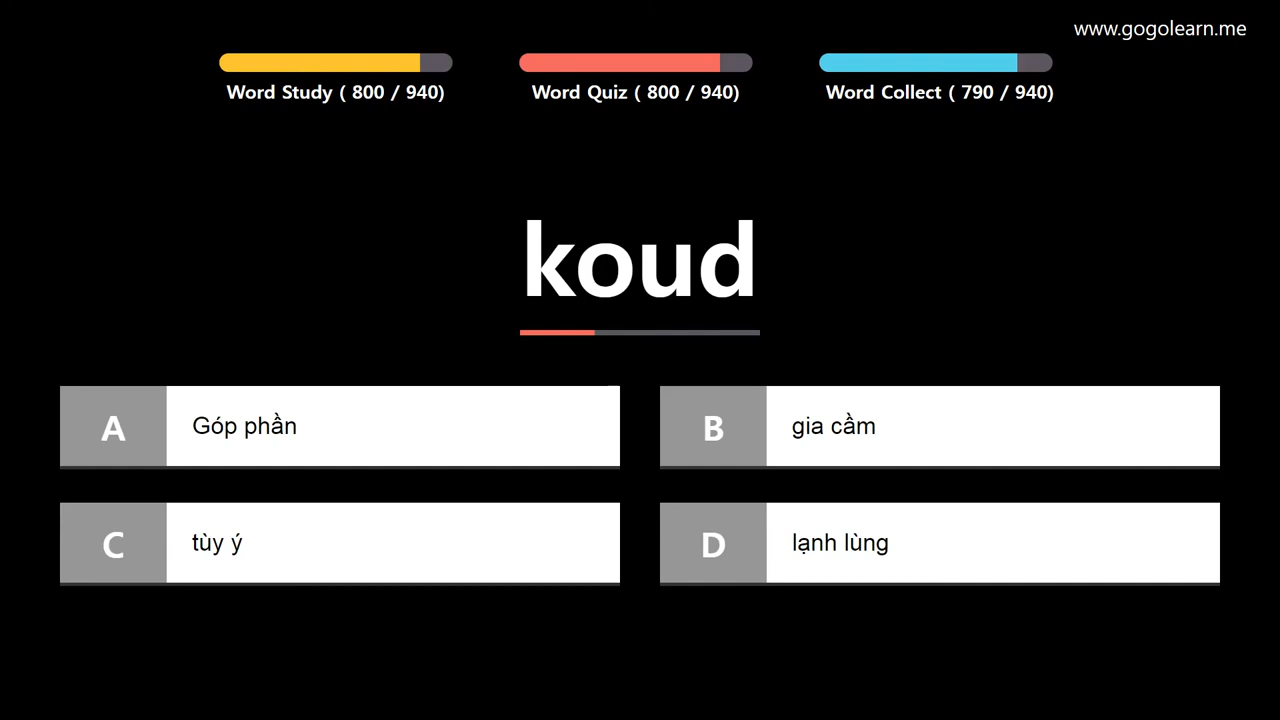 www.gogolearn.me
Word Study ( 800 / 940)
Word Quiz ( 800 / 940)
Word Collect ( 790 / 940)
koud
A
Góp phần
B
gia cầm
C
tùy ý
D
lạnh lùng